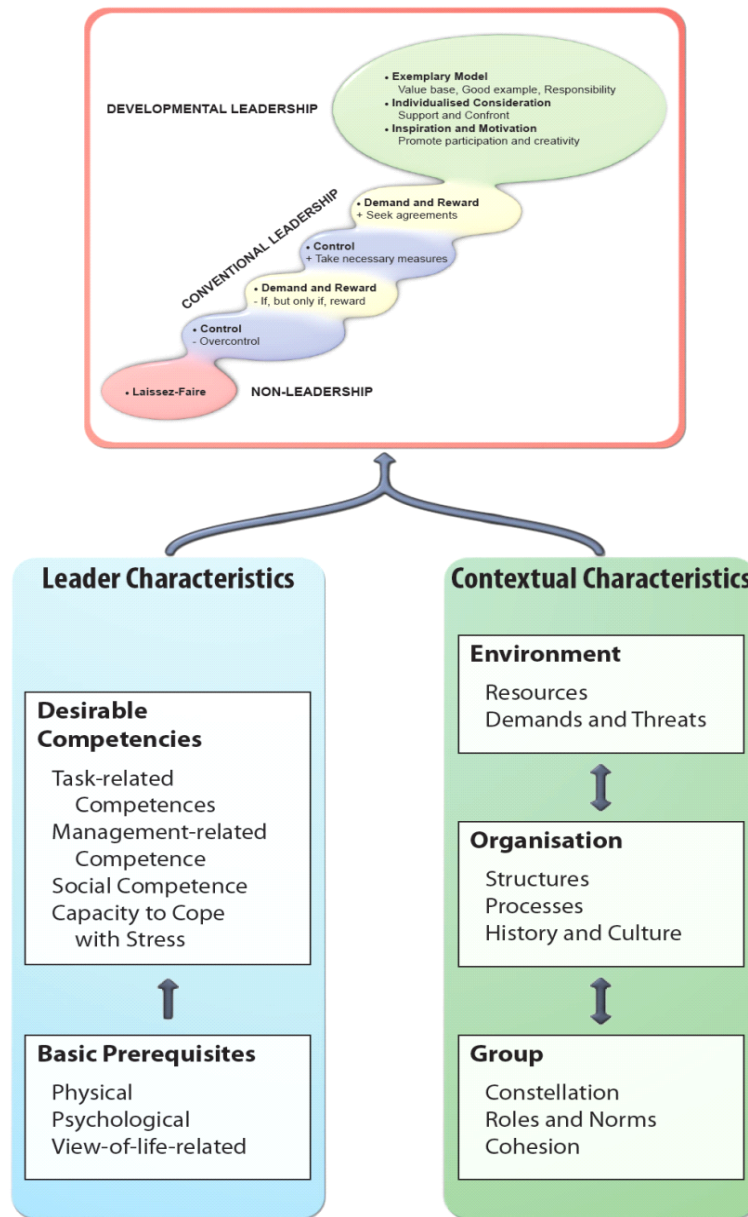 • Exemplary Model
Value base, Good example, Responsibility
• Individualised Consideration
Support and Confront
• Inspiration and Motivation
Promote participation and creativity
DEVELOPMENTAL LEADERSHIP
CONVENTIONAL LEADERSHIP
• Demand and Reward
+ Seek agreements
• Control
+ Take necessary measures
• Demand and Reward
- If, but only if, reward
• Control
- Overcontrol
• Laissez-Faire
NON-LEADERSHIP
Leader Characteristics
Desirable
Competencies
Task-related
Competences
Management-related
Competence
Social Competence
Capacity to Cope
with Stress
Basic Prerequisites
Physical
Psychological
View-of-life-related
Contextual Characteristics
Environment
Resources
Demands and Threats
Organisation
Structures
Processes
History and Culture
Group
Constellation
Roles and Norms
Cohesion